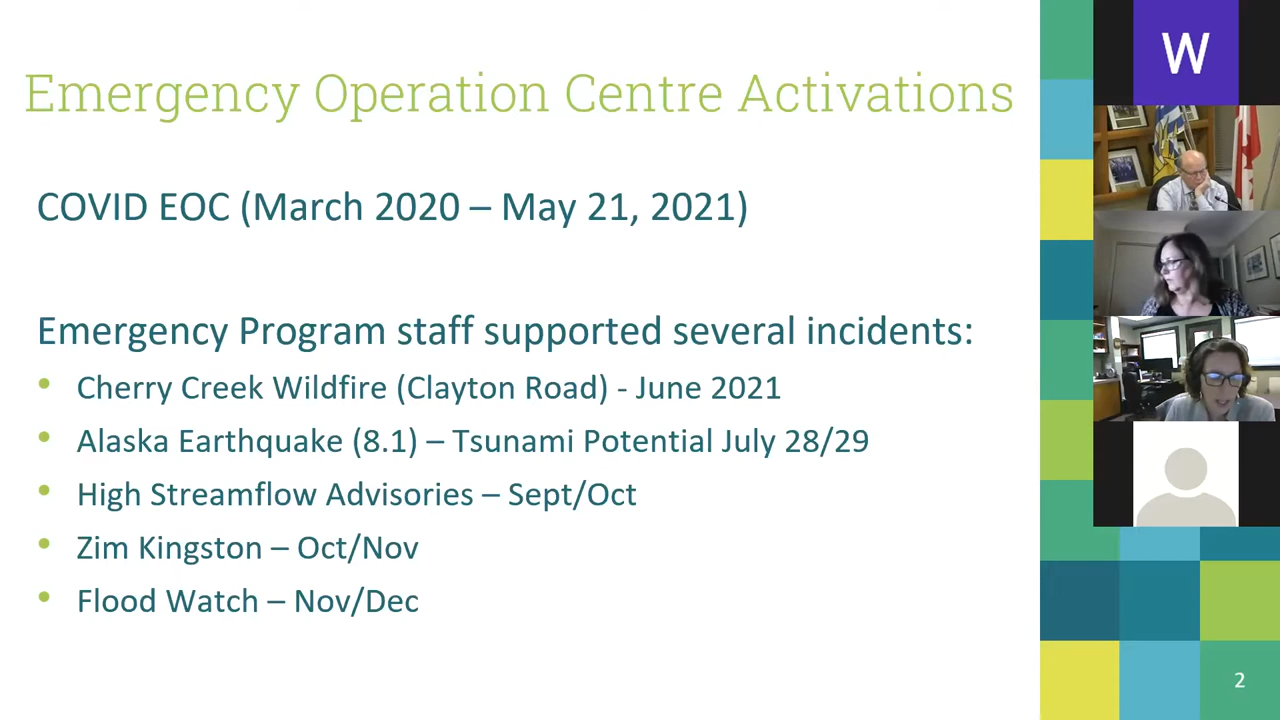 Emergency Operation Centre Activations
COVID EOC (March 2020 – May 21, 2021)
Emergency Program staff supported several incidents:
• Cherry Creek Wildfire (Clayton Road) - June 2021
• Alaska Earthquake (8.1) – Tsunami Potential July 28/29
• High Streamflow Advisories – Sept/Oct
• Zim Kingston – Oct/Nov
• Flood Watch – Nov/Dec
W
2